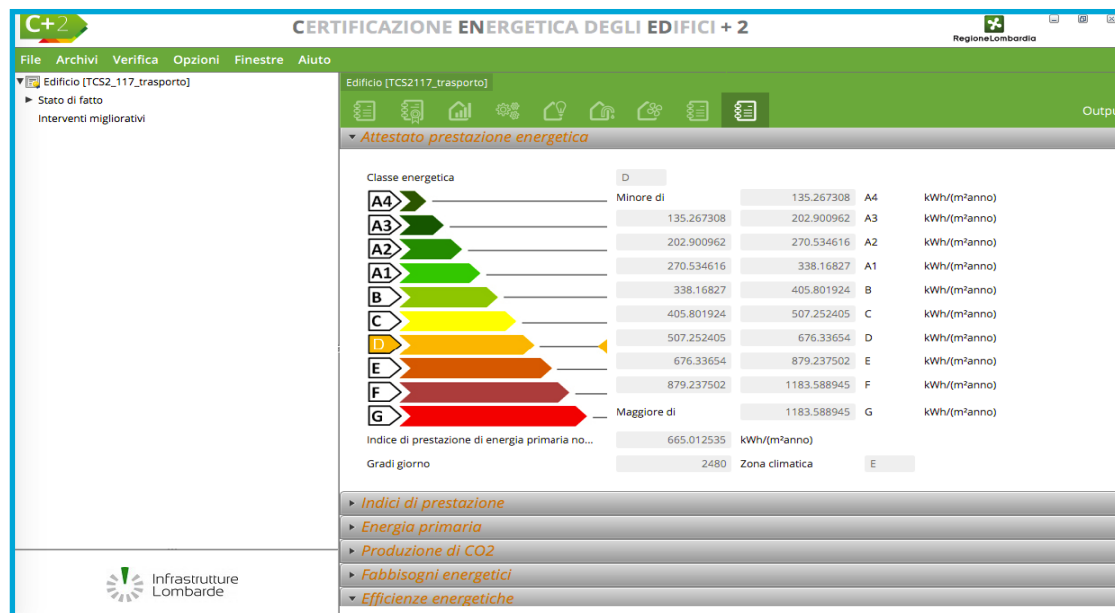 C+2
CERTIFICAZIONE ENERGETICA DEGLI EDIFICI + 2
RegioneLombardia
File Archivi Verifica Opzioni Finestre Aiuto
Edificio [TCS2_117_trasporto]
Stato di fatto
Interventi migliorativi
Edificio [TCS2117_trasporto]
Outpu
Attestato prestazione energetica
Classe energetica D
A4 Minore di 135.267308 A4 kWh/(m²anno)
A3 135.267308 202.900962 A3 kWh/(m²anno)
A2 202.900962 270.534616 A2 kWh/(m²anno)
A1 270.534616 338.16827 A1 kWh/(m²anno)
B 338.16827 405.801924 B kWh/(m²anno)
C 405.801924 507.252405 C kWh/(m²anno)
D 507.252405 676.33654 D kWh/(m²anno)
E 676.33654 879.237502 E kWh/(m²anno)
F 879.237502 1183.588945 F kWh/(m²anno)
G Maggiore di 1183.588945 G kWh/(m²anno)
Indice di prestazione di energia primaria no... 665.012535 kWh/(m²anno)
Gradi giorno 2480 Zona climatica E
Indici di prestazione
Energia primaria
Produzione di CO2
Fabbisogni energetici
Efficienze energetiche
Infrastrutture
Lombarde